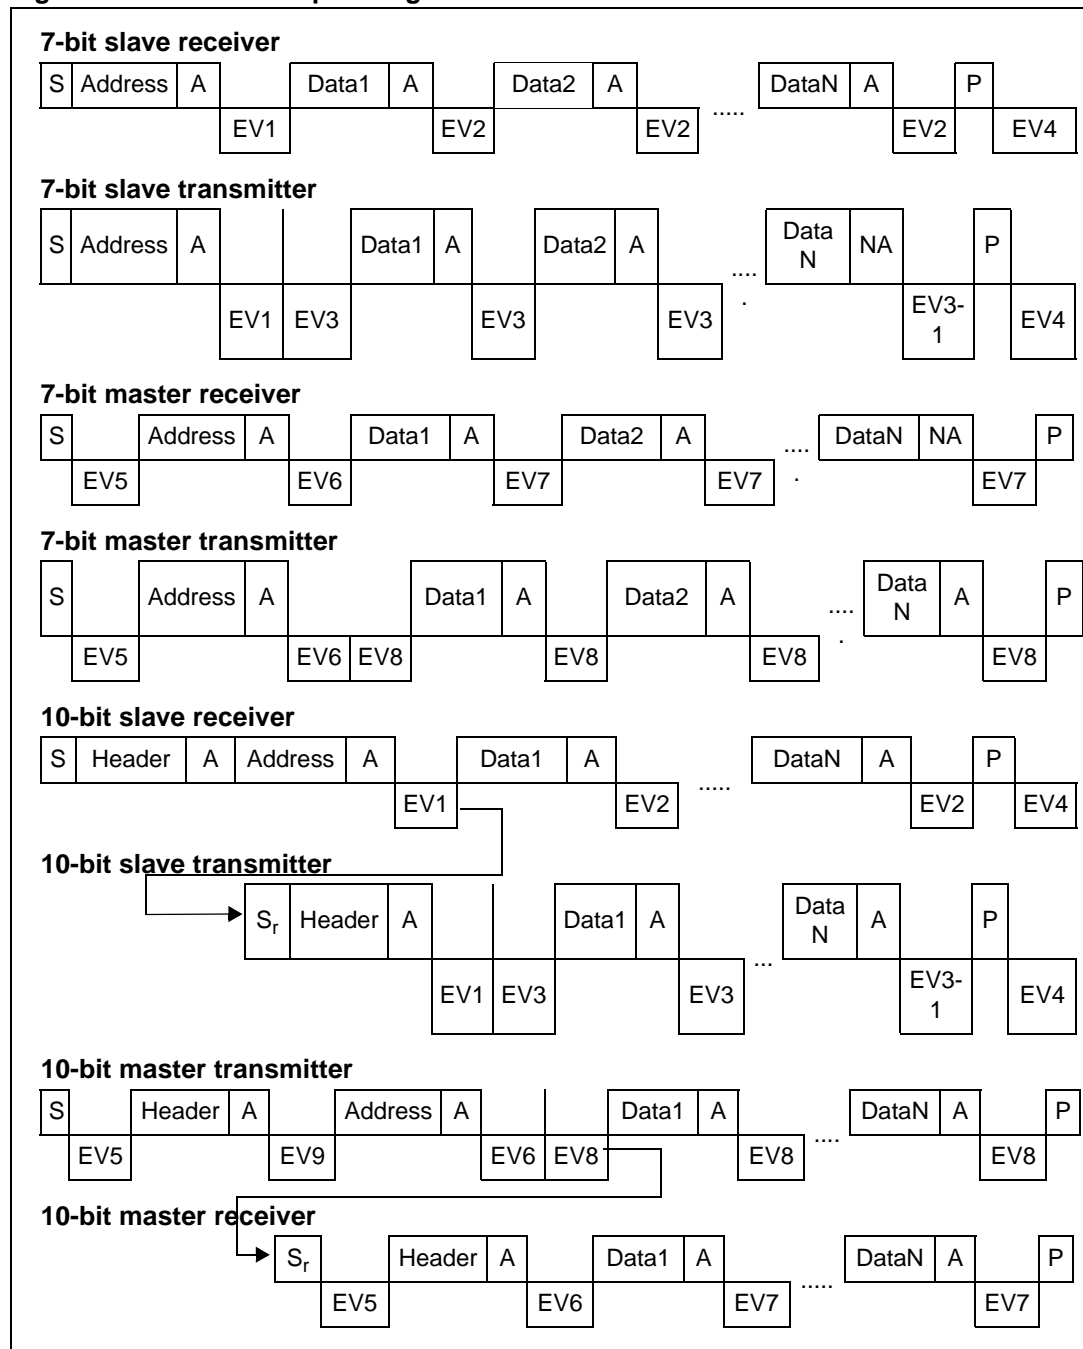 7-bit slave receiver
S Address A Data1 A Data2 A ..... DataN A P
EV1 EV2 EV2 EV2 EV4
7-bit slave transmitter
S Address A Data1 A Data2 A ..... Data N NA P
EV1 EV3 EV3 EV3 EV3-1 EV4
7-bit master receiver
S Address A Data1 A Data2 A ..... DataN NA P
EV5 EV6 EV7 EV7 EV7
7-bit master transmitter
S Address A Data1 A Data2 A ..... Data N A P
EV5 EV6 EV8 EV8 EV8 EV8
10-bit slave receiver
S Header A Address A Data1 A ..... DataN A P
EV1 EV2 EV2 EV4
10-bit slave transmitter
Sr Header A Data1 A ... Data N A P
EV1 EV3 EV3 EV3-1 EV4
10-bit master transmitter
S Header A Address A Data1 A .... DataN A P
EV5 EV9 EV6 EV8 EV8 EV8
10-bit master receiver
Sr Header A Data1 A ..... DataN A P
EV5 EV6 EV7 EV7